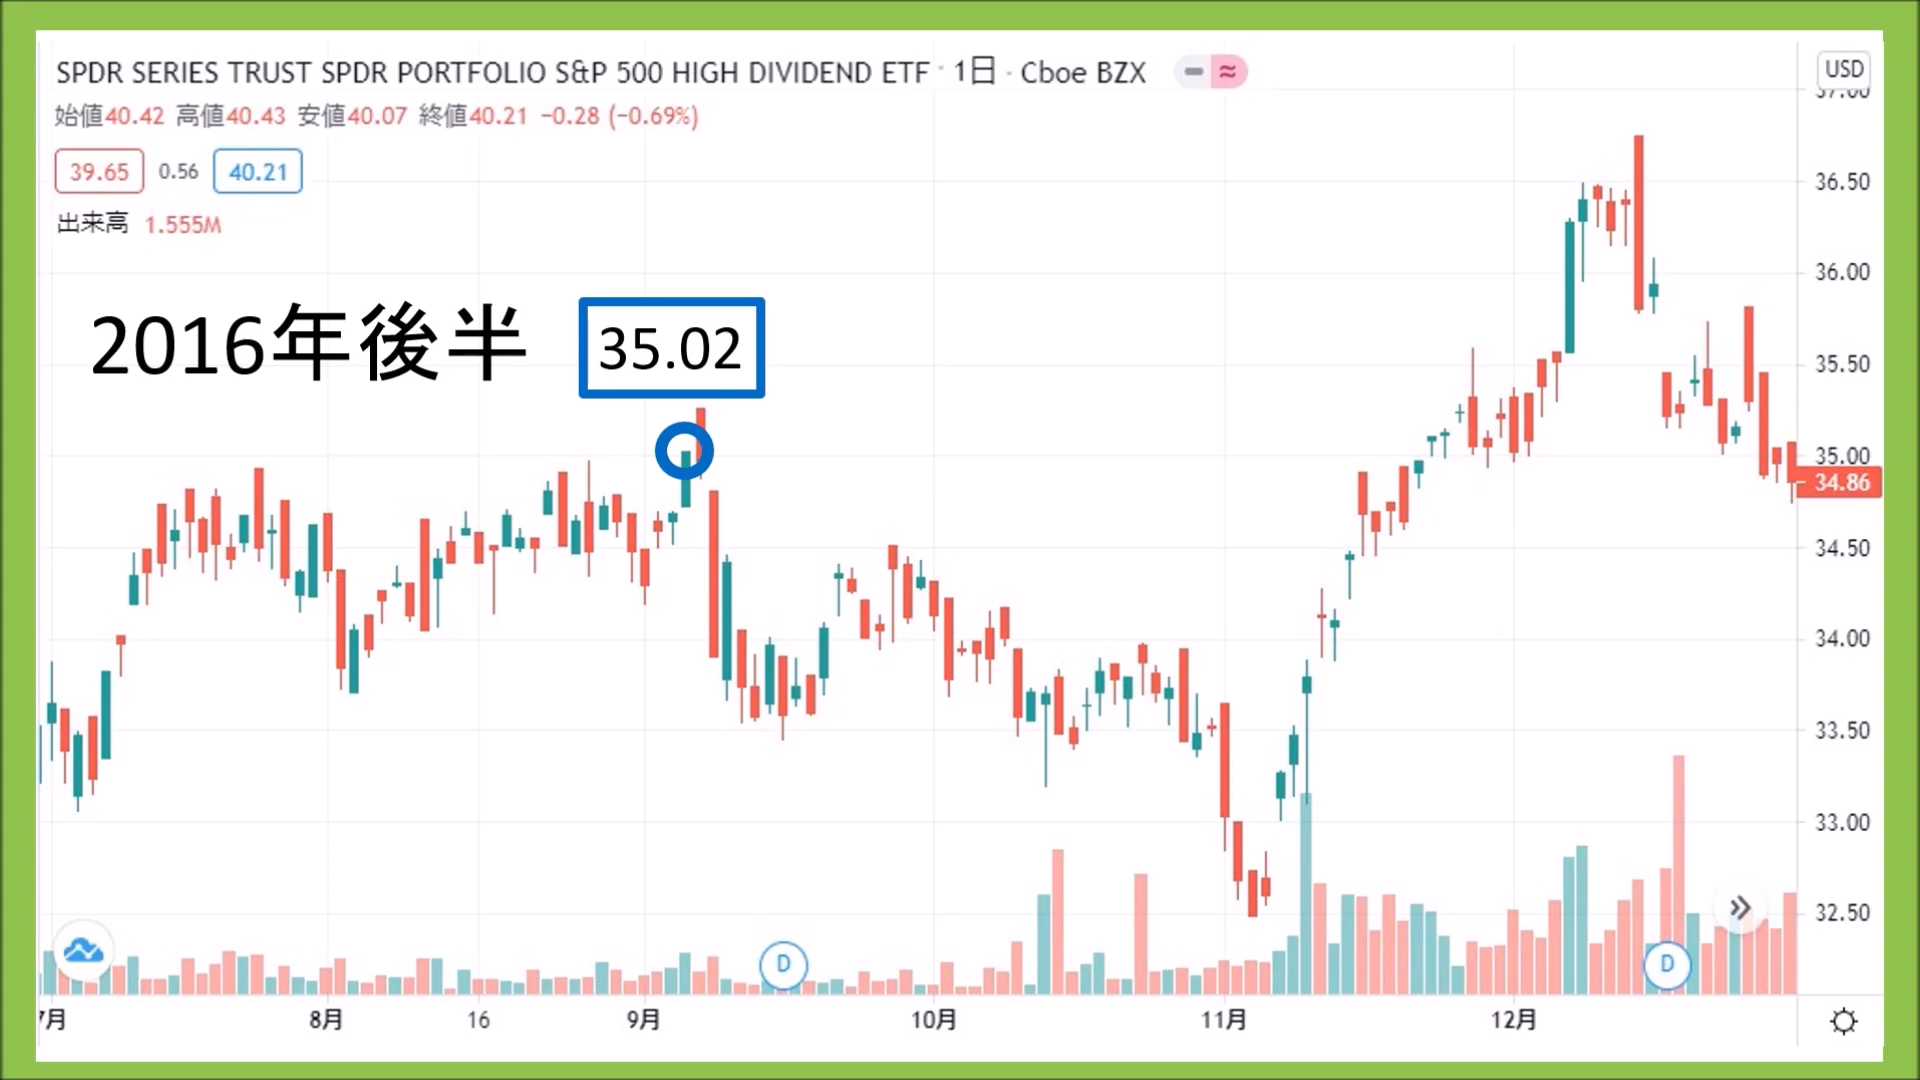 SPDR SERIES TRUST SPDR PORTFOLIO S&P 500 HIGH DIVIDEND ETF · 1日 · Cboe BZX
始値40.42 高値40.43 安値40.07 終値40.21 −0.28 (−0.69%)
39.65 0.56 40.21
出来高 1.555M
2016年後半 35.02
USD
37.00
36.50
36.00
35.50
35.00
34.86
34.50
34.00
33.50
33.00
32.50
D D
7月 8月 16 9月 10月 11月 12月